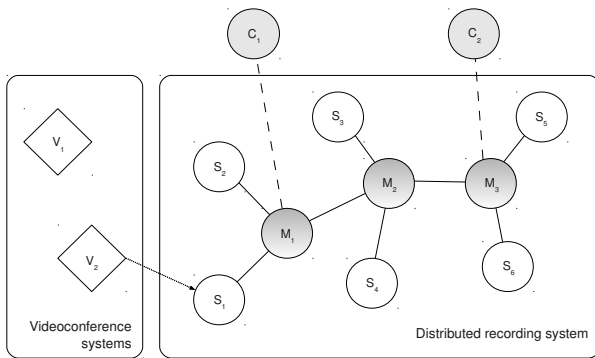 C₁
C₂
V₁
V₂
S₃
S₅
S₂
M₂
M₃
M₁
S₁
S₄
S₆
Videoconference
systems
Distributed recording system